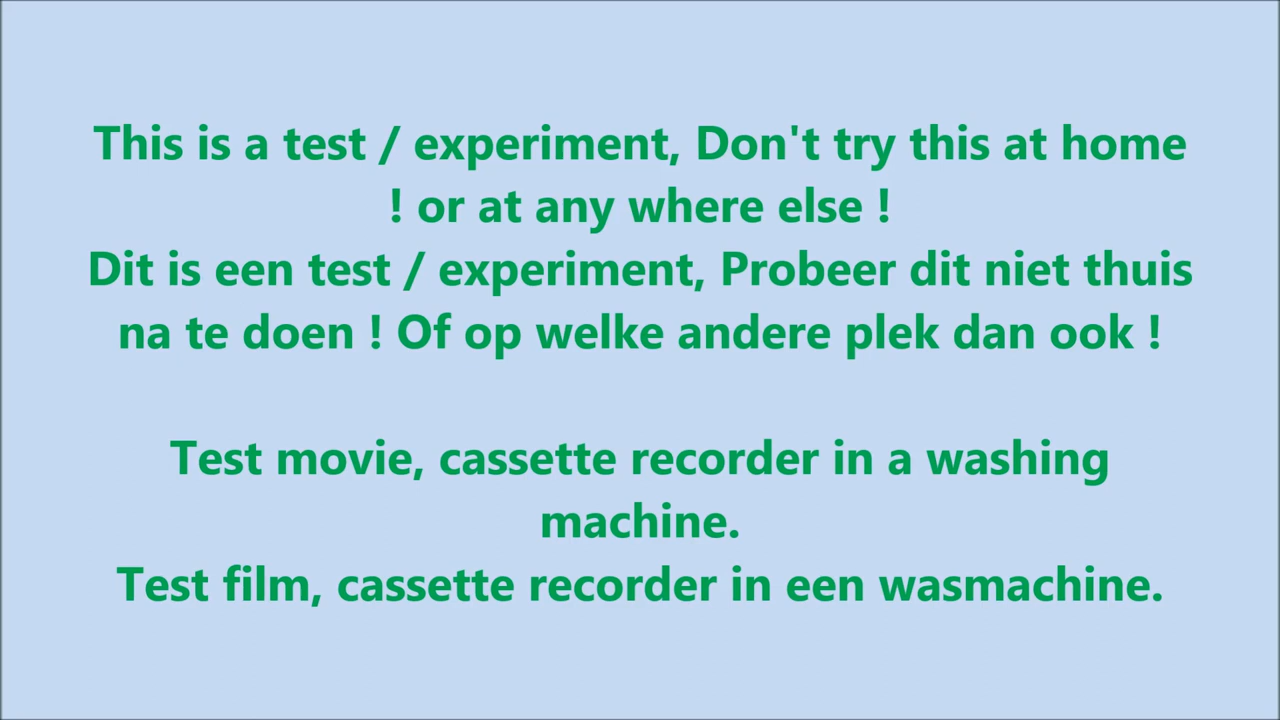 This is a test / experiment, Don't try this at home
! or at any where else !
Dit is een test / experiment, Probeer dit niet thuis
na te doen ! Of op welke andere plek dan ook !
Test movie, cassette recorder in a washing
machine.
Test film, cassette recorder in een wasmachine.